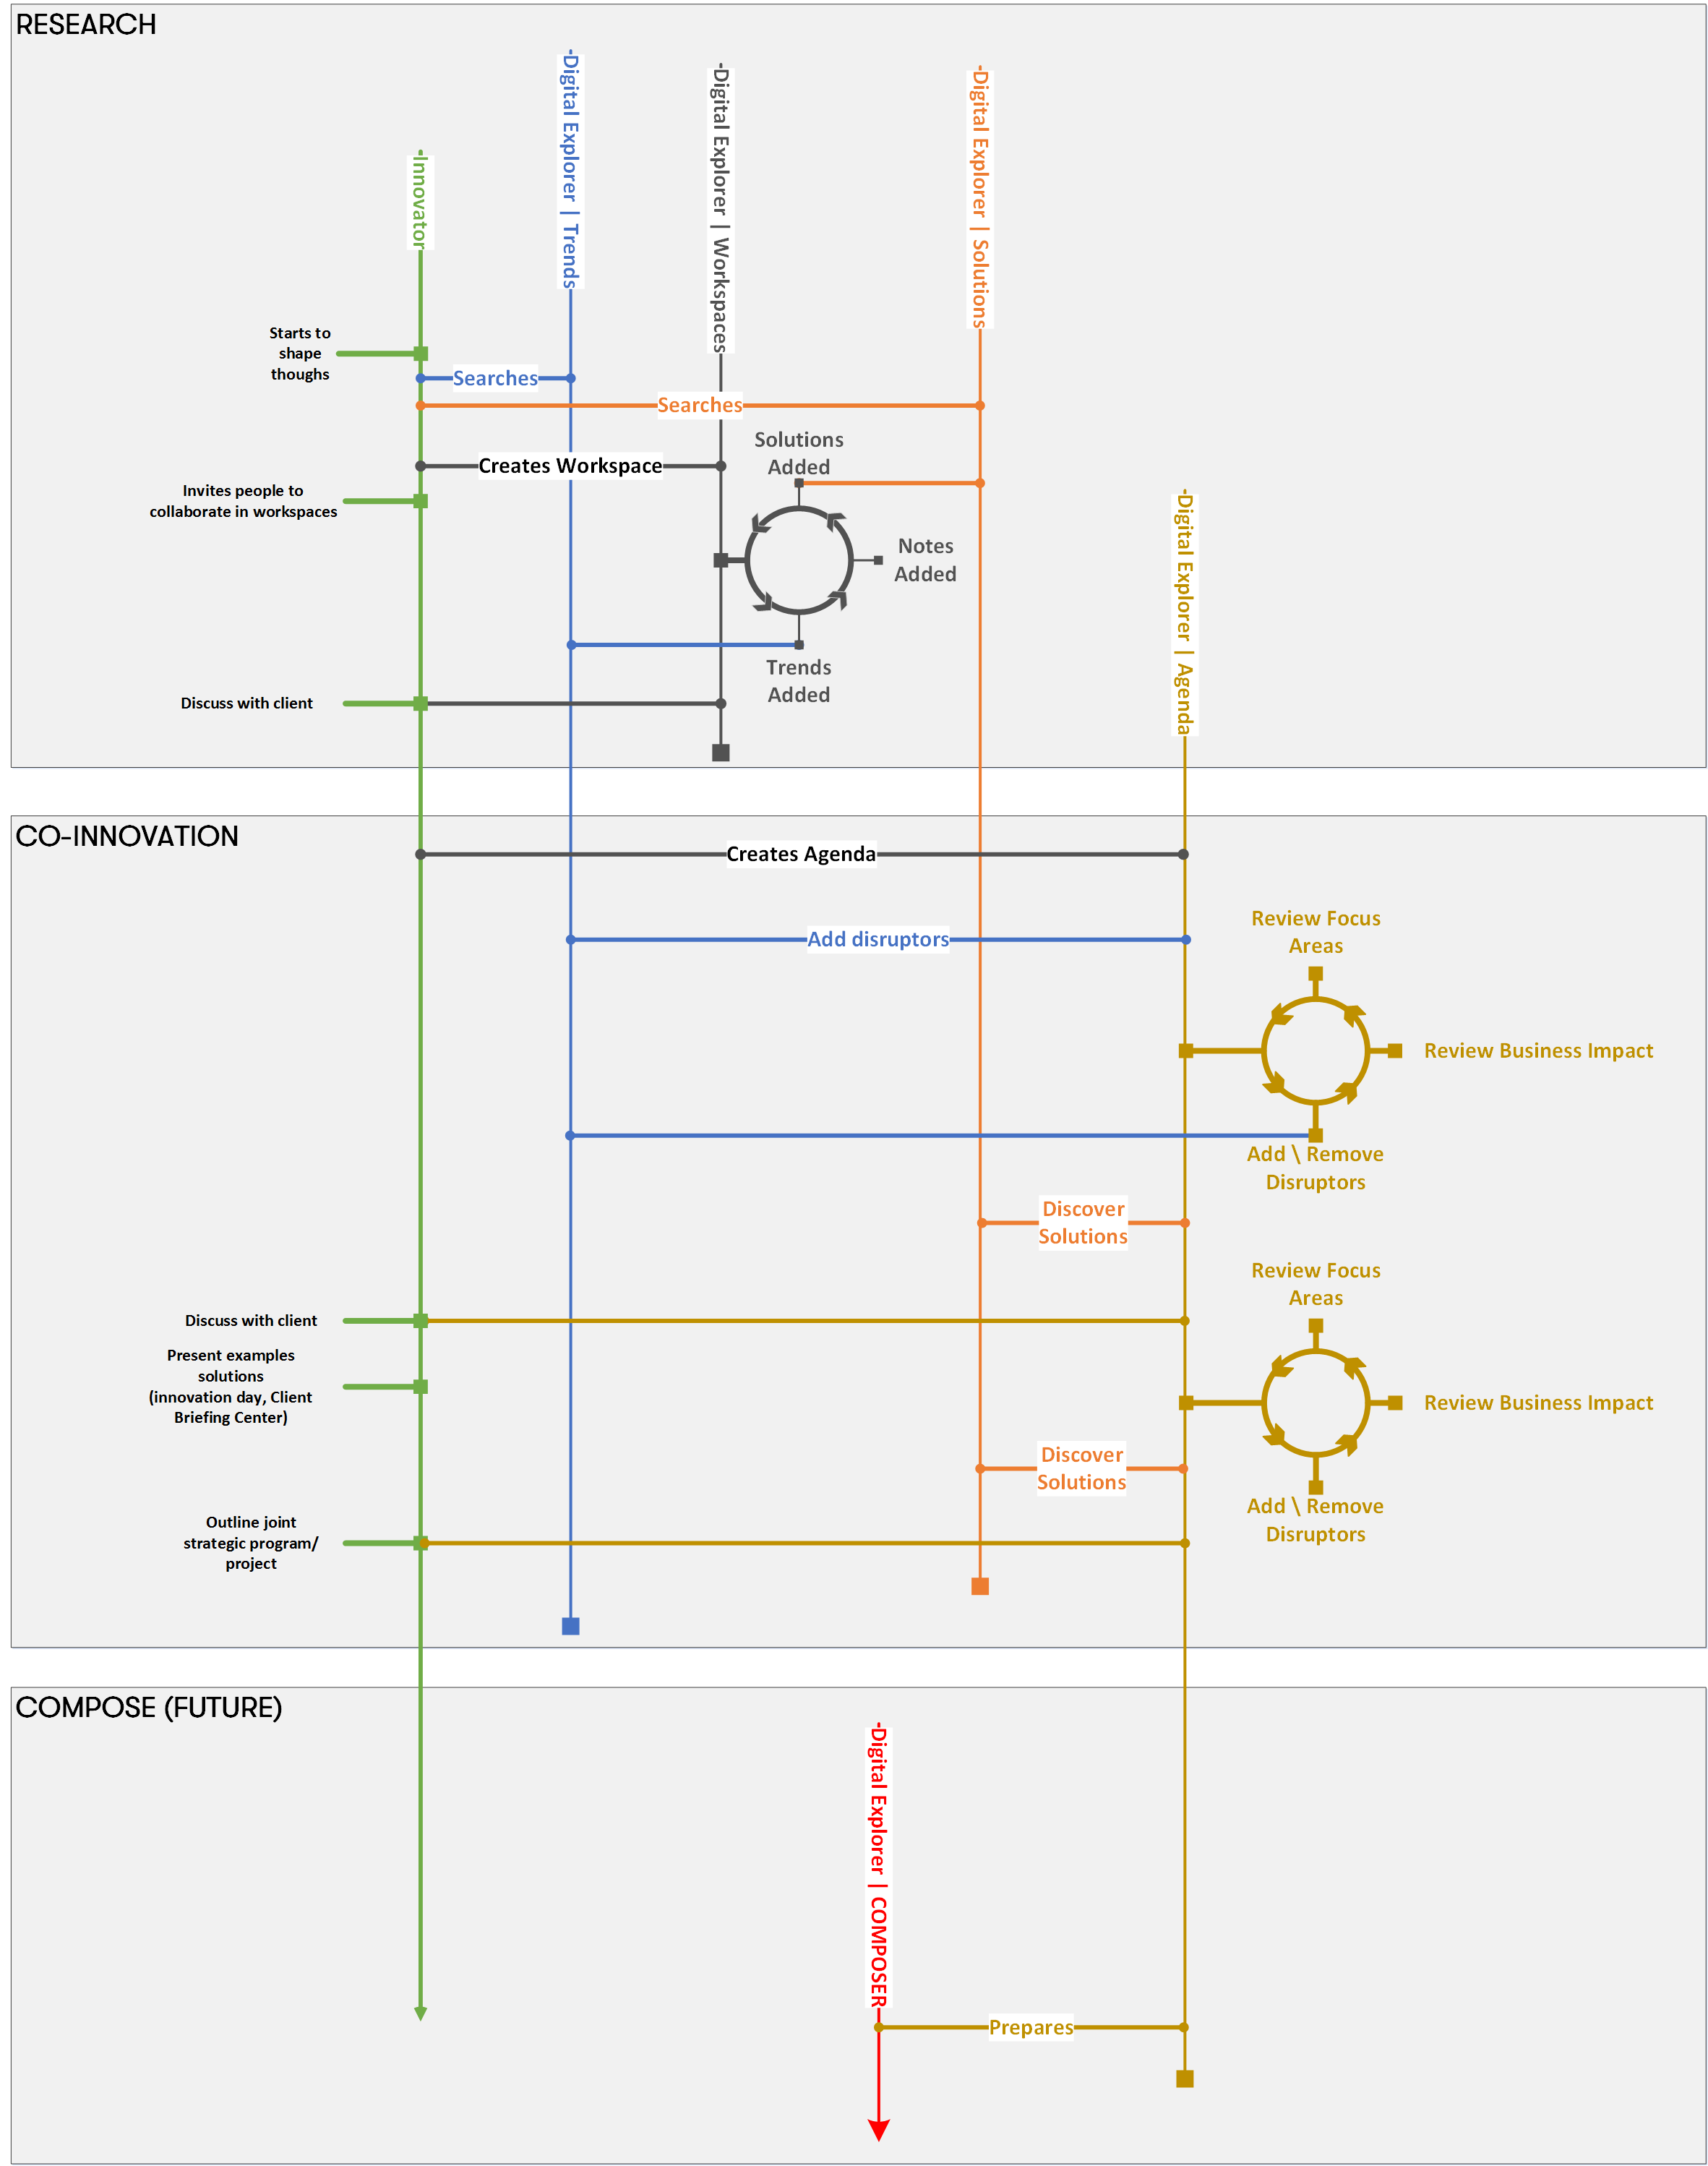 RESEARCH
-Innovator
-Digital Explorer | Trends
-Digital Explorer | Workspaces
-Digital Explorer | Solutions
Starts to
shape
thoughs
Searches
Searches
Creates Workspace
Solutions
Added
Invites people to
collaborate in workspaces
Notes
Added
-Digital Explorer | Agenda
Trends
Added
Discuss with client
CO-INNOVATION
Creates Agenda
Add disruptors
Review Focus
Areas
Review Business Impact
Add \ Remove
Disruptors
Discover
Solutions
Review Focus
Areas
Discuss with client
Present examples
solutions
(innovation day, Client
Briefing Center)
Review Business Impact
Discover
Solutions
Add \ Remove
Disruptors
Outline joint
strategic program/
project
COMPOSE (FUTURE)
-Digital Explorer | COMPOSER
Prepares